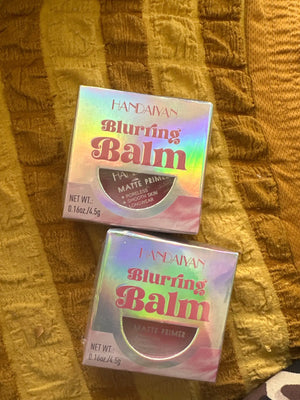 HANDAIYAN
Blurring
Balm
MATTE PRIMER
• PORELESS
• SMOOTH SKIN
• LONGWEAR
NET WT.
0.16oz./4.5g
HANDAIYAN
Blurring
Balm
MATTE PRIMER
NET WT.
0.16oz./4.5g